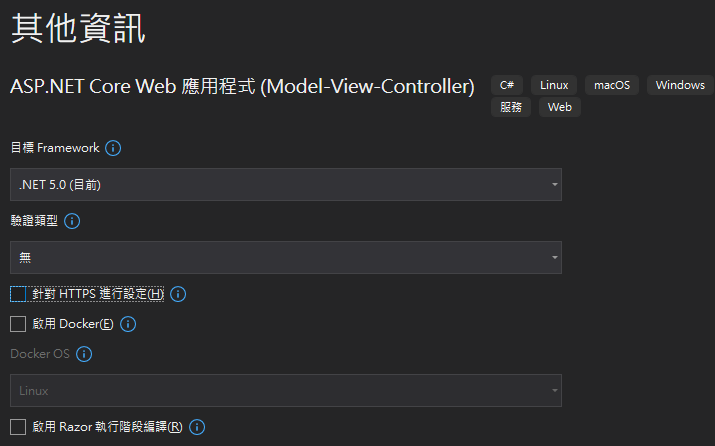 其他資訊
ASP.NET Core Web 應用程式 (Model-View-Controller) C# Linux macOS Windows
服務 Web
目標 Framework
.NET 5.0 (目前)
驗證類型
無
針對 HTTPS 進行設定(H)
啟用 Docker(E)
Docker OS
Linux
啟用 Razor 執行階段編譯(R)